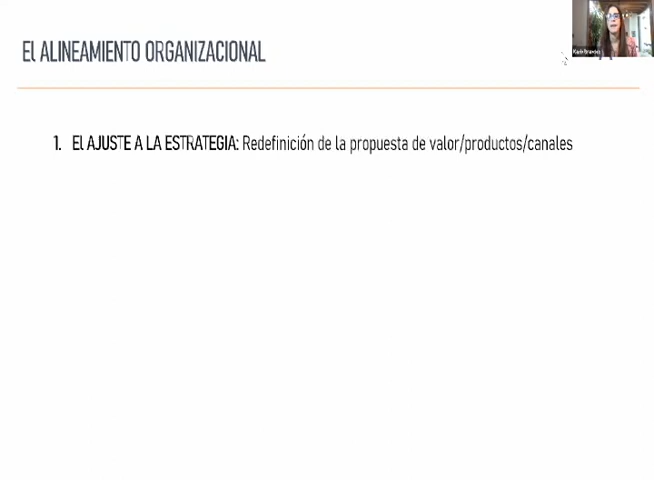 El ALINEAMIENTO ORGANIZACIONAL
1. El AJUSTE A LA ESTRATEGIA: Redefinición de la propuesta de valor/productos/canales